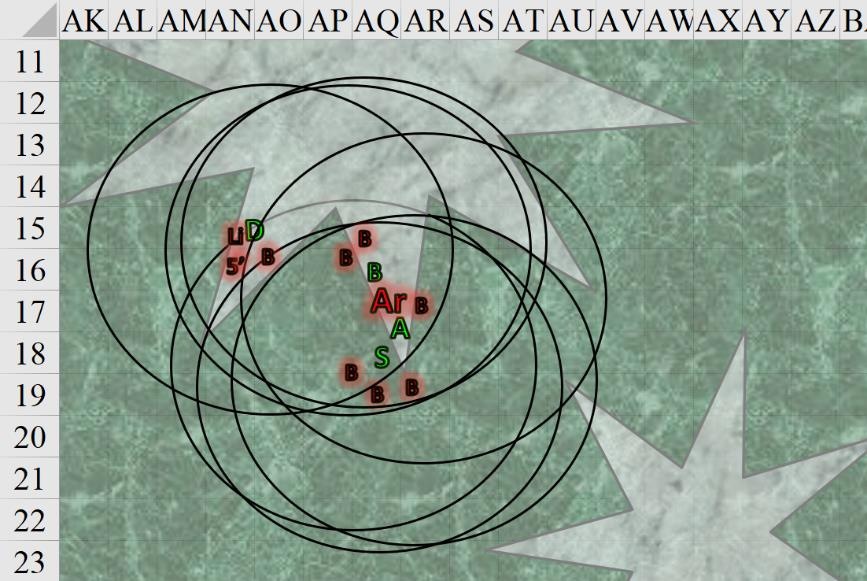 AK AL AM AN AO AP AQ AR AS AT AU AV AW AX AY AZ
11
12
13
14
15 Li D B
16 5' B B B
17 Ar B
18 A
S
19 B B B
20
21
22
23